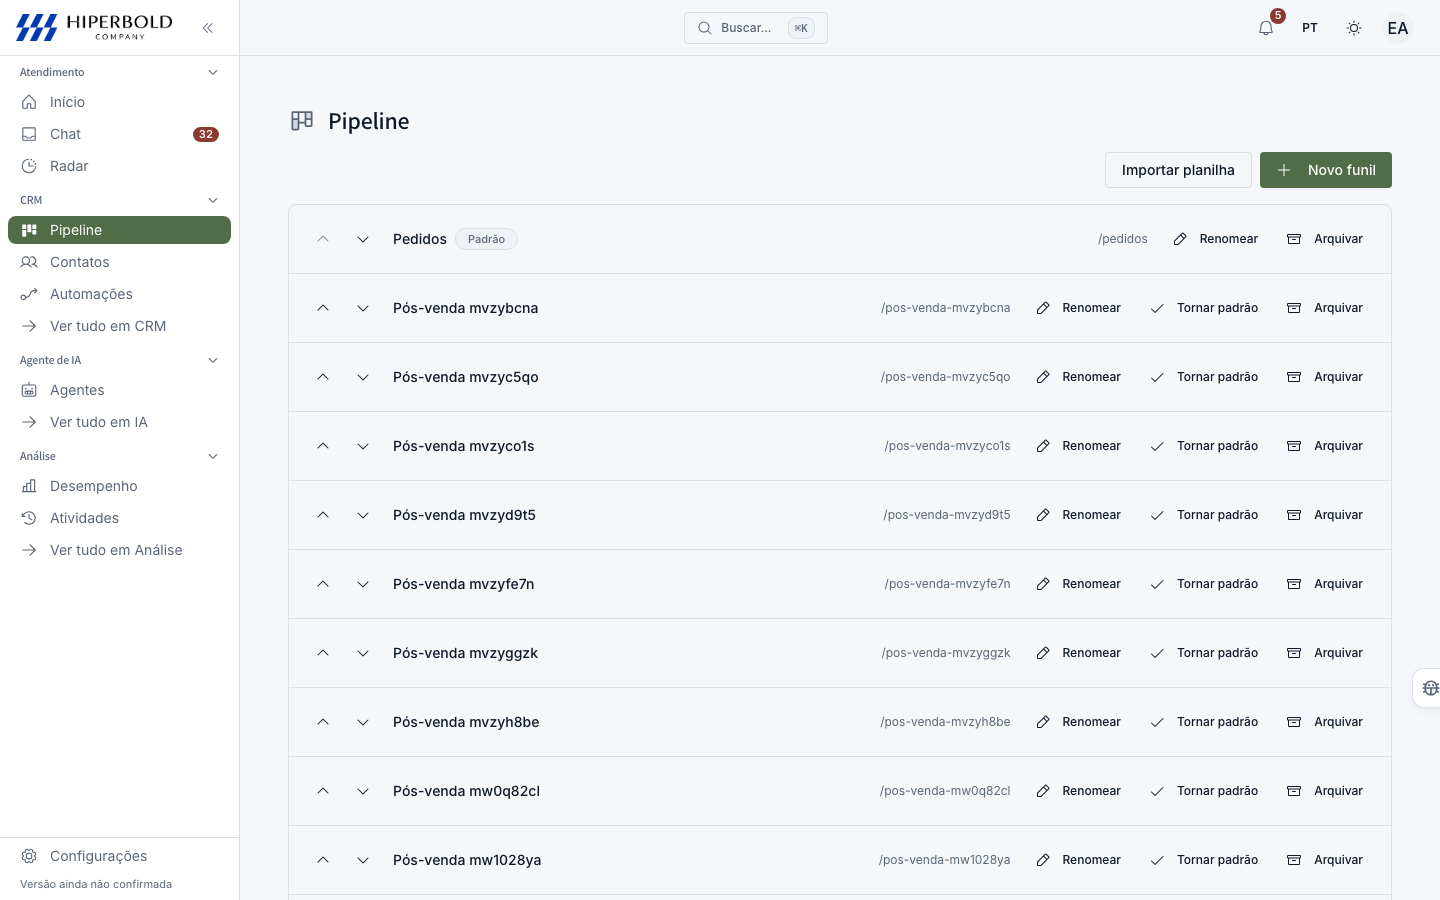 HIPERBOLD
COMPANY
Buscar...
⌘K
5
PT
EA
Atendimento
Início
Chat
32
Radar
CRM
Pipeline
Contatos
Automações
Ver tudo em CRM
Agente de IA
Agentes
Ver tudo em IA
Análise
Desempenho
Atividades
Ver tudo em Análise
Configurações
Versão ainda não confirmada
Pipeline
Importar planilha
Novo funil
Pedidos Padrão /pedidos Renomear Arquivar
Pós-venda mvzybcna /pos-venda-mvzybcna Renomear Tornar padrão Arquivar
Pós-venda mvzyc5qo /pos-venda-mvzyc5qo Renomear Tornar padrão Arquivar
Pós-venda mvzyco1s /pos-venda-mvzyco1s Renomear Tornar padrão Arquivar
Pós-venda mvzyd9t5 /pos-venda-mvzyd9t5 Renomear Tornar padrão Arquivar
Pós-venda mvzyfe7n /pos-venda-mvzyfe7n Renomear Tornar padrão Arquivar
Pós-venda mvzyggzk /pos-venda-mvzyggzk Renomear Tornar padrão Arquivar
Pós-venda mvzyh8be /pos-venda-mvzyh8be Renomear Tornar padrão Arquivar
Pós-venda mw0q82cl /pos-venda-mw0q82cl Renomear Tornar padrão Arquivar
Pós-venda mw1028ya /pos-venda-mw1028ya Renomear Tornar padrão Arquivar